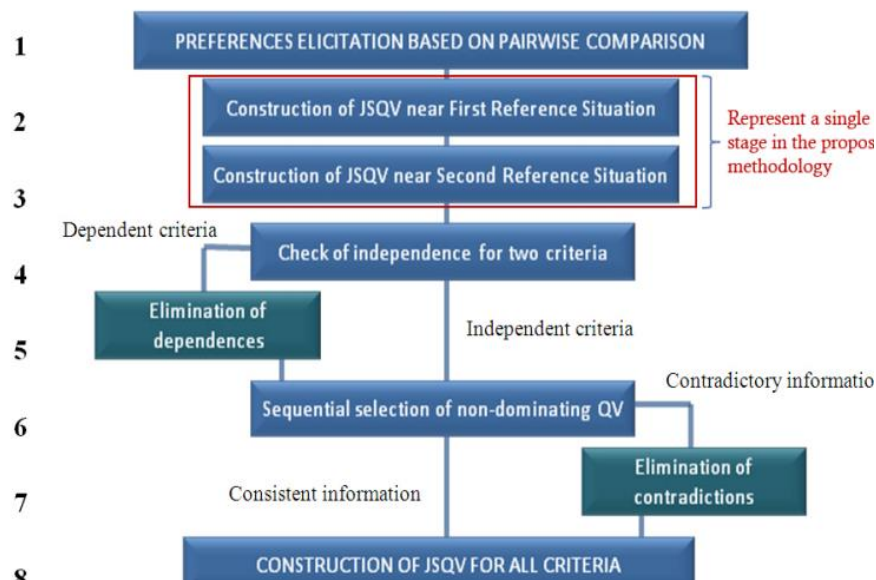 1
PREFERENCES ELICITATION BASED ON PAIRWISE COMPARISON
2
Construction of JSQV near First Reference Situation
Represent a single
stage in the propos
methodology
3
Construction of JSQV near Second Reference Situation
Dependent criteria
4
Check of independence for two criteria
Elimination of
dependences
5
Independent criteria
Contradictory informatio
6
Sequential selection of non-dominating QV
Elimination of
contradictions
7
Consistent information
8
CONSTRUCTION OF JSQV FOR ALL CRITERIA